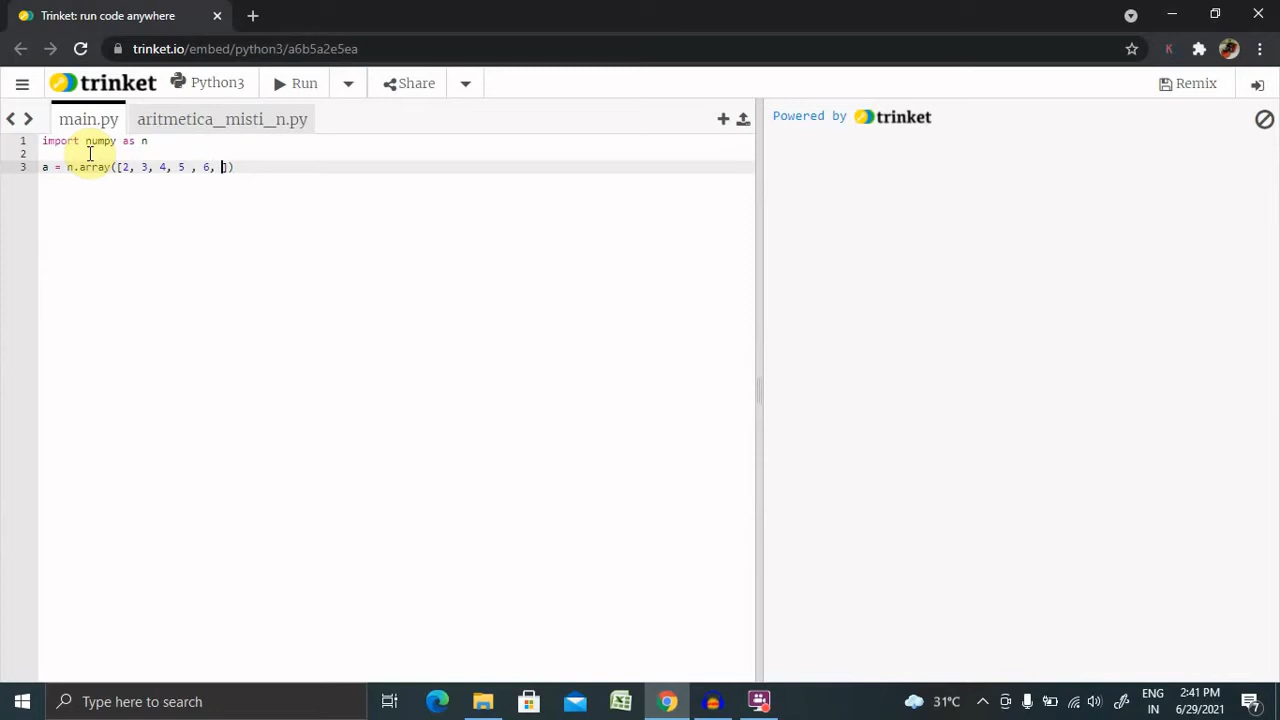 Trinket: run code anywhere
trinket.io/embed/python3/a6b5a2e5ea
trinket Python3 Run Share Remix
main.py aritmetica__misti__n.py
Powered by trinket
1 import numpy as n
2
3 a = n.array([2, 3, 4, 5 , 6, ])
Type here to search
31°C
ENG
IN
2:41 PM
6/29/2021
7